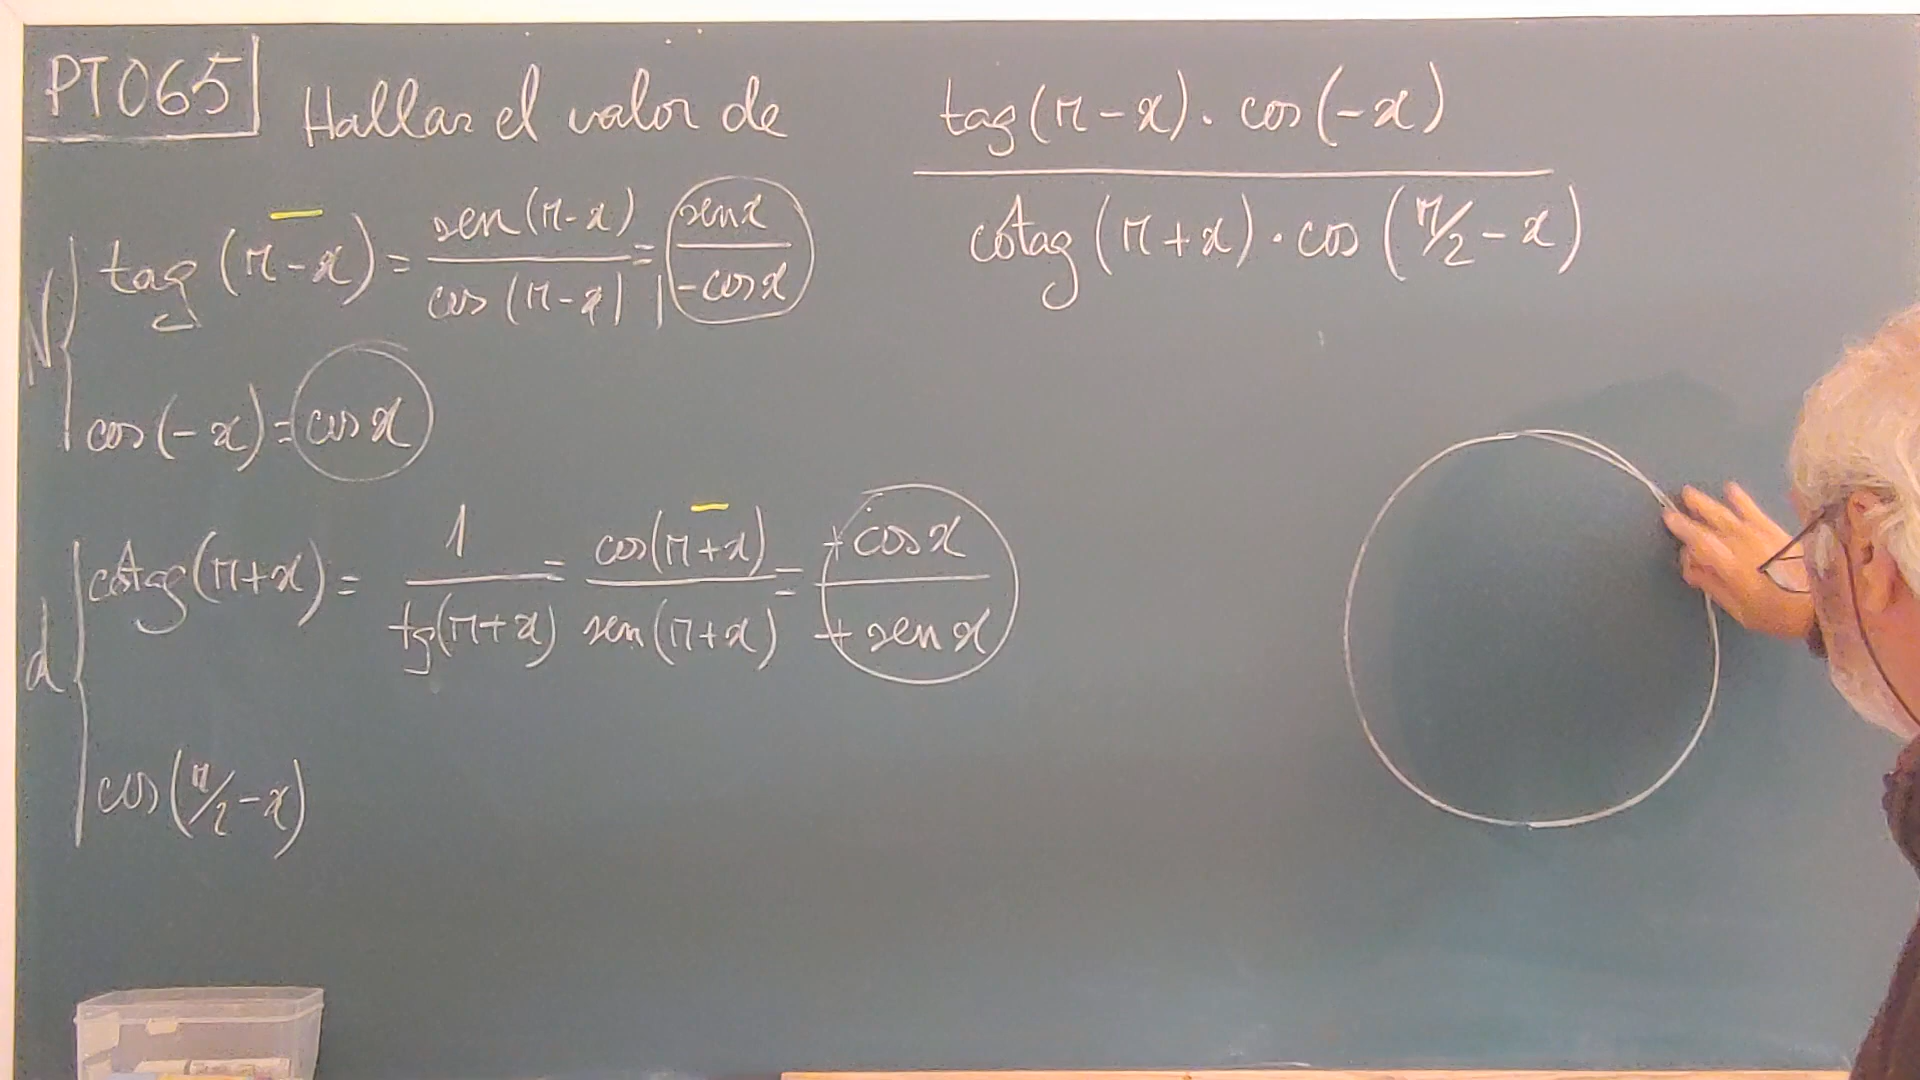 PT065 Hallar el valor de
tag(π-x)·cos(-x) / cotag(π+x)·cos(π/2-x)
N
tag(π-x) = sen(π-x) / cos(π-x) = senx / -cosx
cos(-x) = cosx
d
cotag(π+x) = 1 / tg(π+x) = cos(π+x) / sen(π+x) = +cosx / +senx
cos(π/2-x)